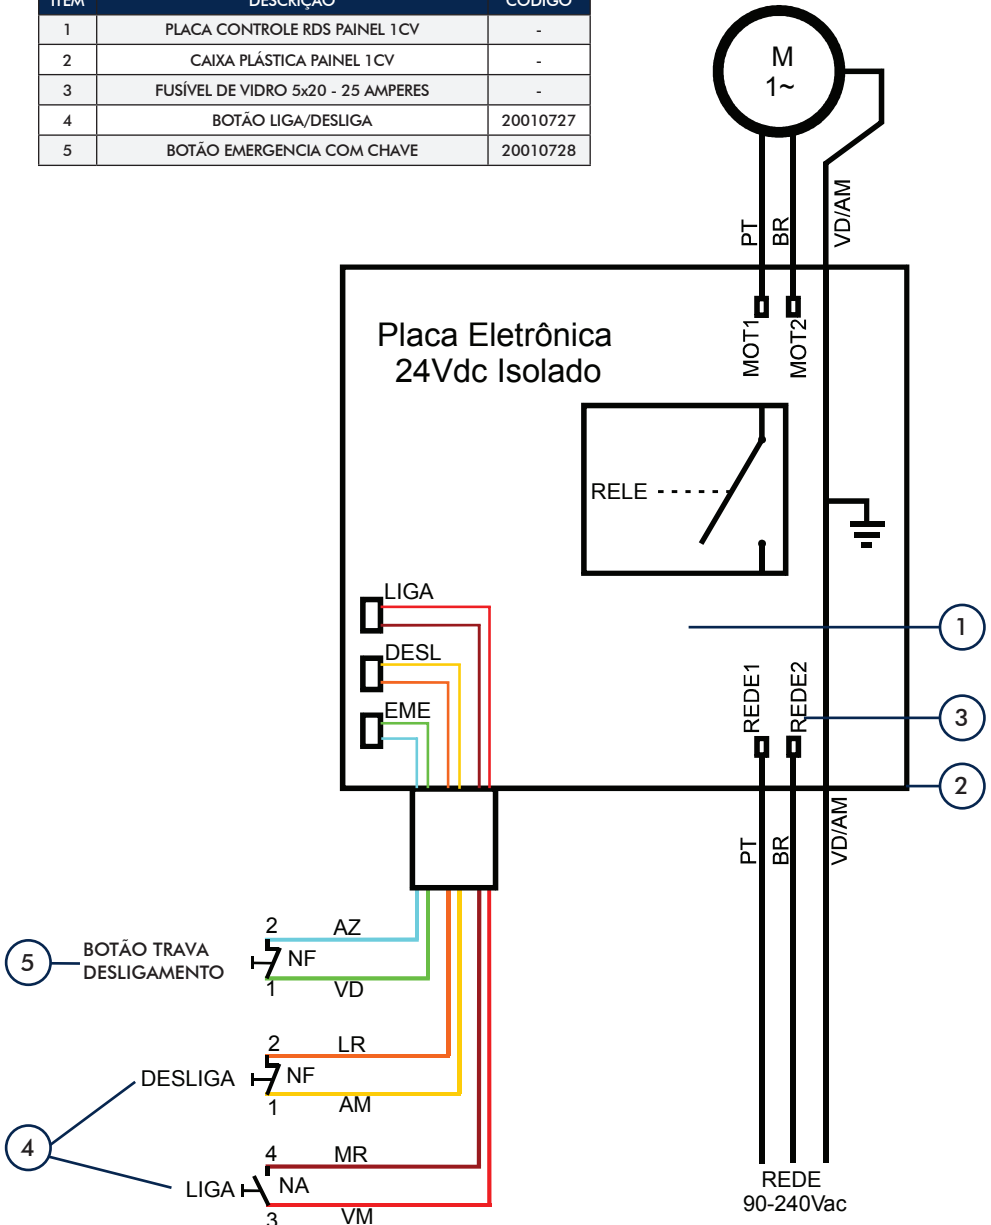 ITEM DESCRIÇÃO CÓDIGO
1 PLACA CONTROLE RDS PAINEL 1CV -
2 CAIXA PLÁSTICA PAINEL 1CV -
3 FUSÍVEL DE VIDRO 5x20 - 25 AMPERES -
4 BOTÃO LIGA/DESLIGA 20010727
5 BOTÃO EMERGENCIA COM CHAVE 20010728
M
1~
PT
BR
VD/AM
Placa Eletrônica
24Vdc Isolado
MOT1
MOT2
RELE
LIGA
DESL
EME
1
REDE1
REDE2
3
2
PT
BR
VD/AM
5
BOTÃO TRAVA
DESLIGAMENTO
2
AZ
NF
1
VD
DESLIGA
2
LR
NF
1
AM
4
LIGA
4
MR
NA
3
VM
REDE
90-240Vac